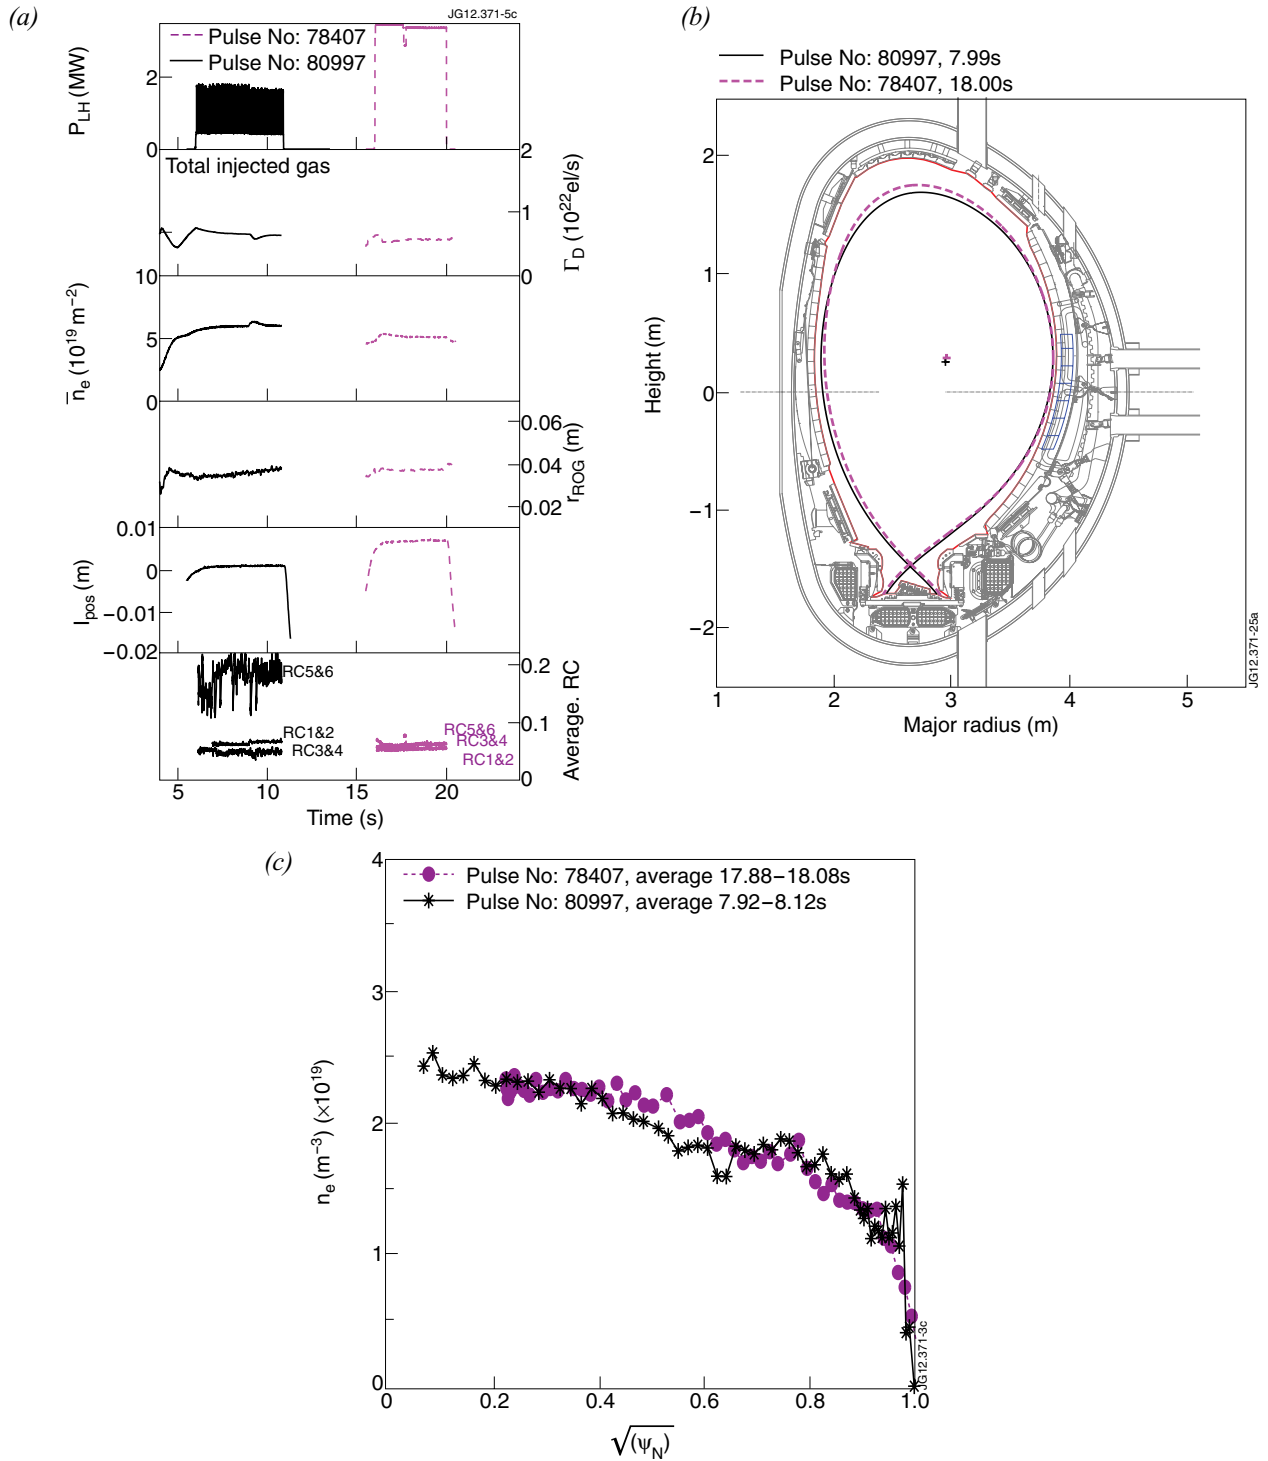 (a)
JG12.371-5c
Pulse No: 78407
Pulse No: 80997
P_LH (MW)
2
0
Total injected gas
2
1
0
Γ_D (10^22el/s)
10
5
0
n̅_e (10^19 m^−2)
0.06
0.04
0.02
r_ROG (m)
0.01
0
−0.01
−0.02
l_pos (m)
RC5&6
RC1&2
RC3&4
RC5&6
RC3&4
RC1&2
0.2
0.1
0
Average. RC
5 10 15 20
Time (s)
(b)
Pulse No: 80997, 7.99s
Pulse No: 78407, 18.00s
Height (m)
2
1
0
−1
−2
1 2 3 4 5
Major radius (m)
JG12.371-25a
(c)
Pulse No: 78407, average 17.88−18.08s
Pulse No: 80997, average 7.92−8.12s
4
3
2
1
0
n_e (m^−3) (×10^19)
0 0.2 0.4 0.6 0.8 1.0
√(ψ_N)
JG12.371-3c